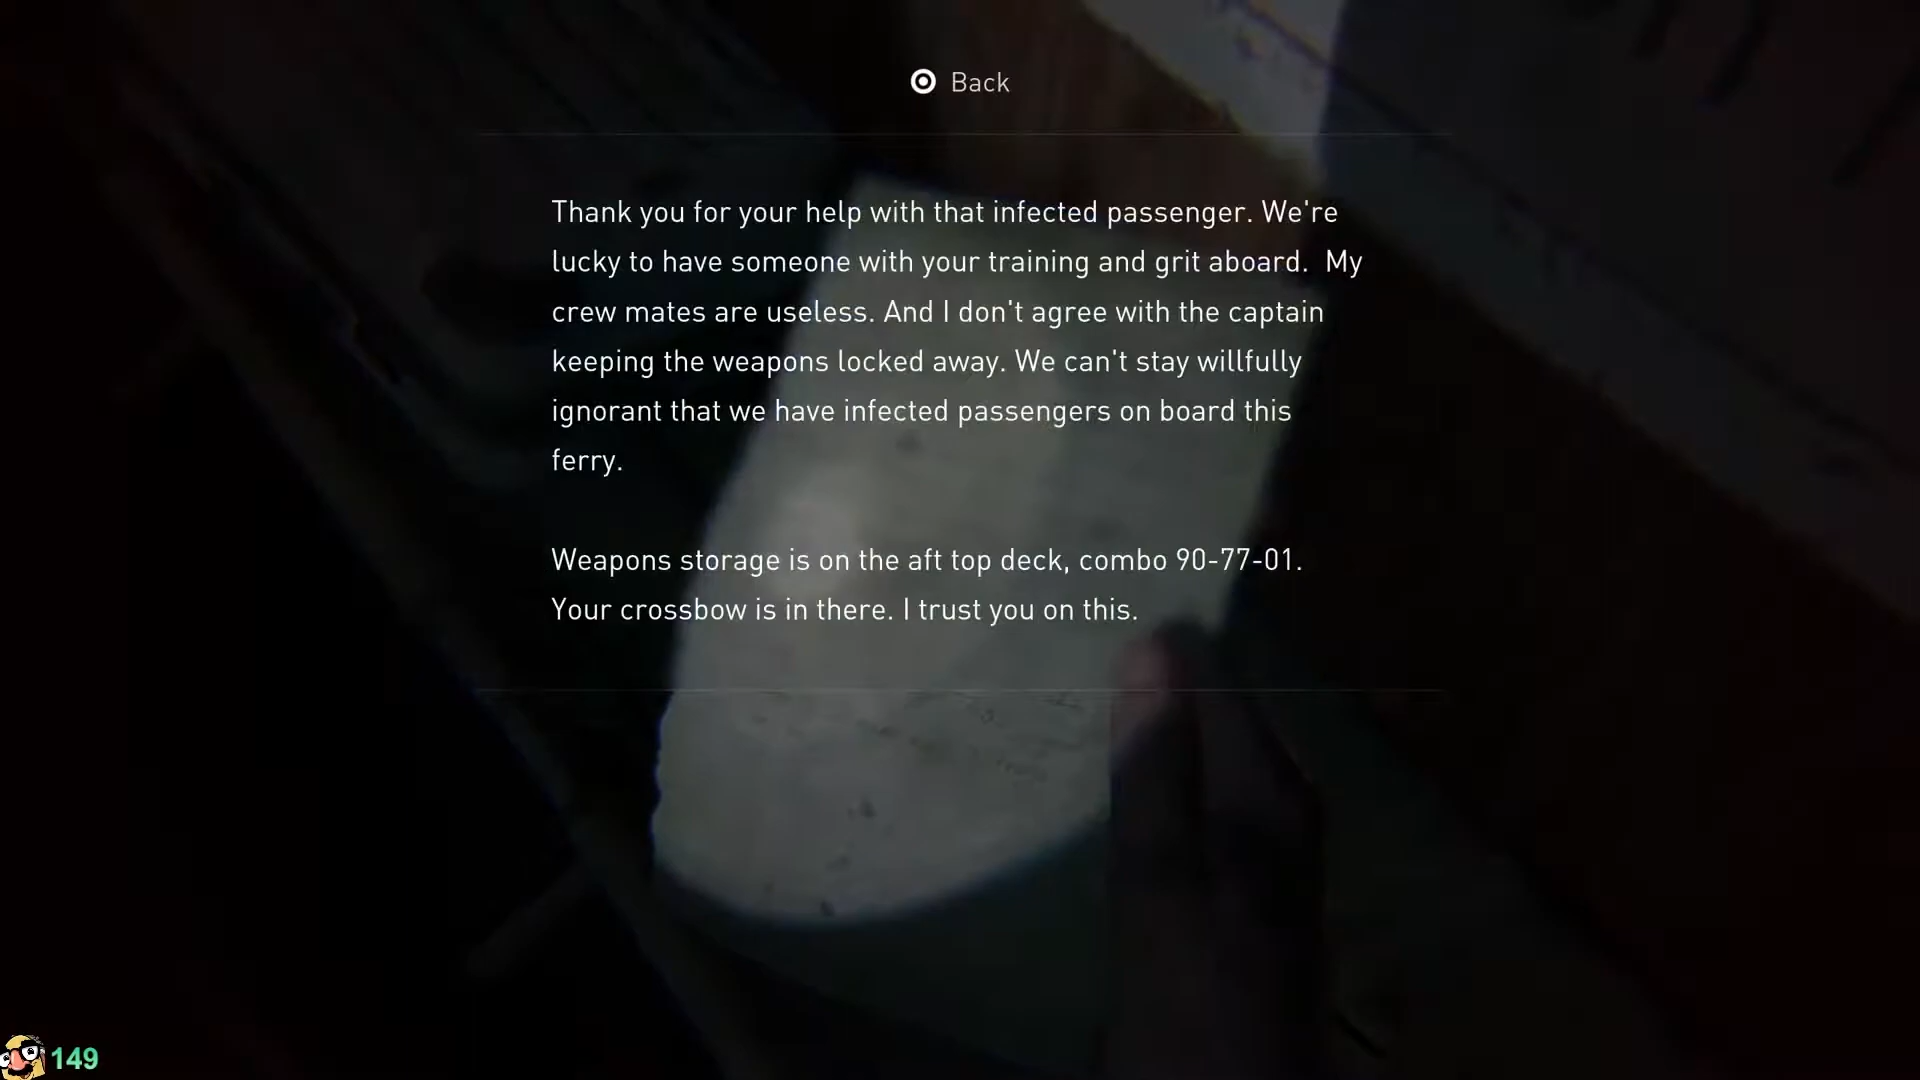 Back
Thank you for your help with that infected passenger. We're
lucky to have someone with your training and grit aboard.  My
crew mates are useless. And I don't agree with the captain
keeping the weapons locked away. We can't stay willfully
ignorant that we have infected passengers on board this
ferry.
Weapons storage is on the aft top deck, combo 90-77-01.
Your crossbow is in there. I trust you on this.
149